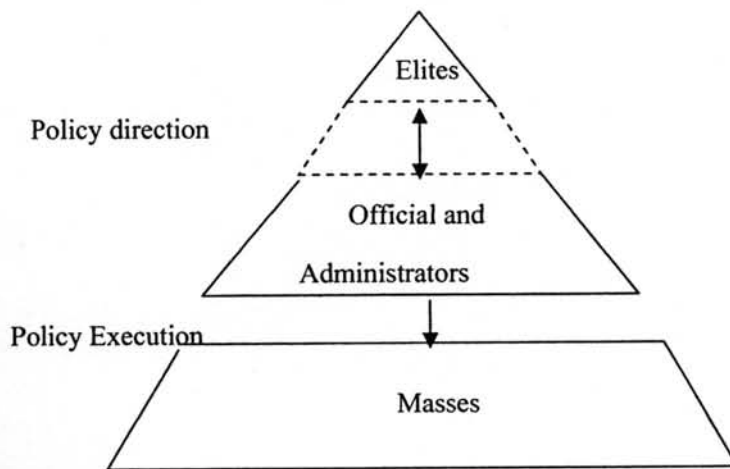 Elites
Policy direction
Official and
Administrators
Policy Execution
Masses